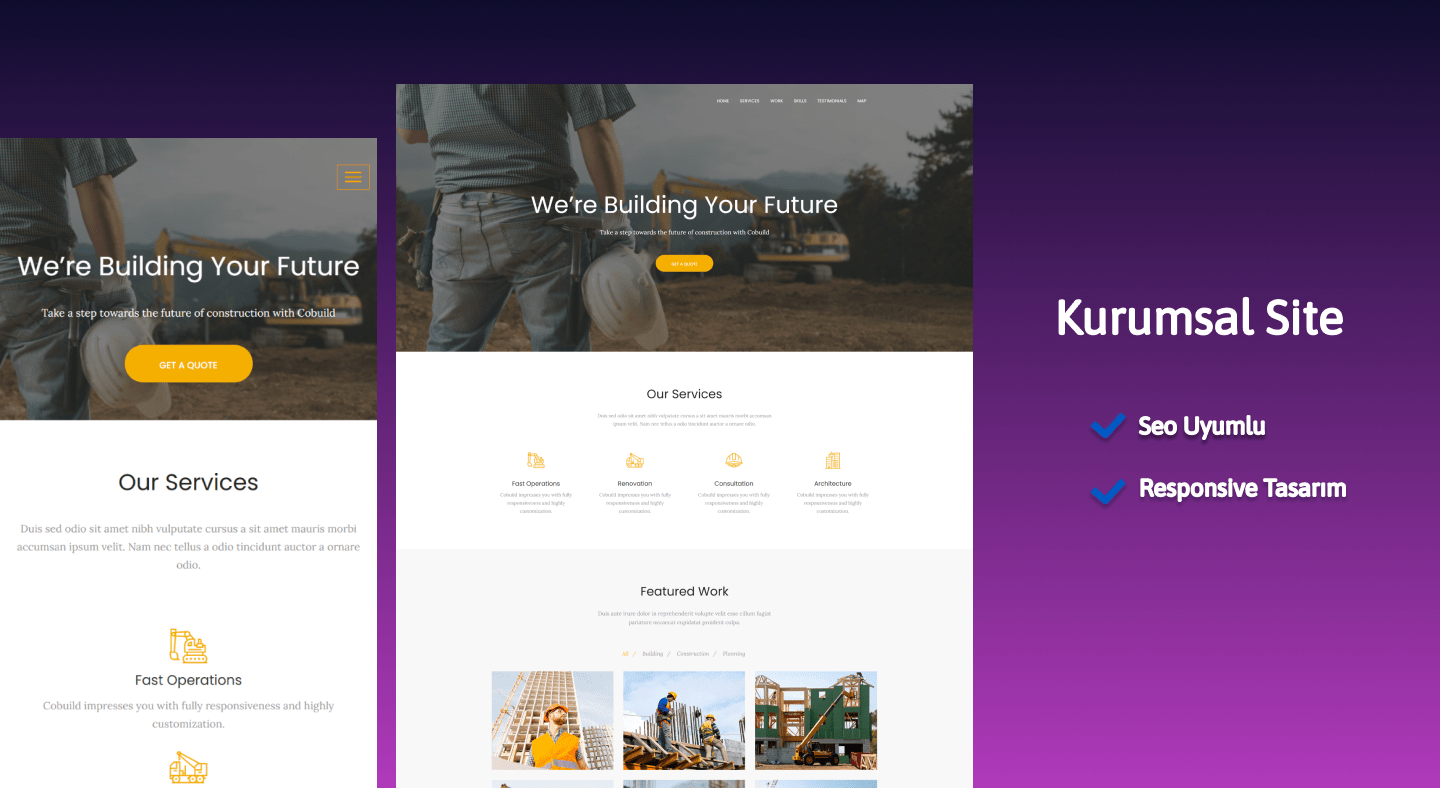 We're Building Your Future
Take a step towards the future of construction with Cobuild
GET A QUOTE
Our Services
Duis sed odio sit amet nibh vulputate cursus a sit amet mauris morbi
accumsan ipsum velit. Nam nec tellus a odio tincidunt auctor a ornare
odio.
Fast Operations
Cobuild impresses you with fully responsiveness and highly
customization.
HOME SERVICES WORK SKILLS TESTIMONIALS MAP
We're Building Your Future
Take a step towards the future of construction with Cobuild
GET A QUOTE
Our Services
Duis sed odio sit amet nibh vulputate cursus a sit amet mauris morbi ac cumsan
ipsum velit. Nam nec tellus a odio tincidunt auctor a ornare odio.
Fast Operations
Cobuild impresses you with fully
responsiveness and highly
customization.
Renovation
Cobuild impresses you with fully
responsiveness and highly
customization.
Consultation
Cobuild impresses you with fully
responsiveness and highly
customization.
Architecture
Cobuild impresses you with fully
responsiveness and highly
customization.
Featured Work
Duis aute irure dolor in reprehenderit volupte velit esse cillum fugiat
pariature occaecat cupidatat proident culpa.
All / Building / Construction / Planning
Kurumsal Site
Seo Uyumlu
Responsive Tasarım